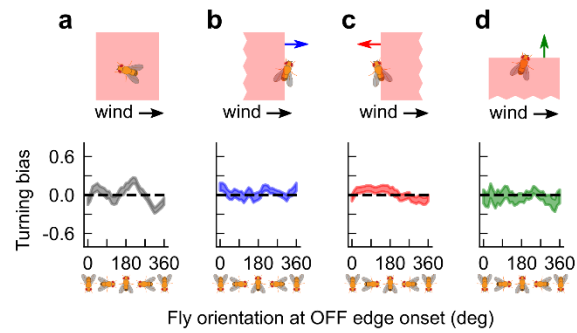 a b c d
wind wind wind wind
Turning bias
0.6
0.0
-0.6
0 180 360 0 180 360 0 180 360 0 180 360
Fly orientation at OFF edge onset (deg)